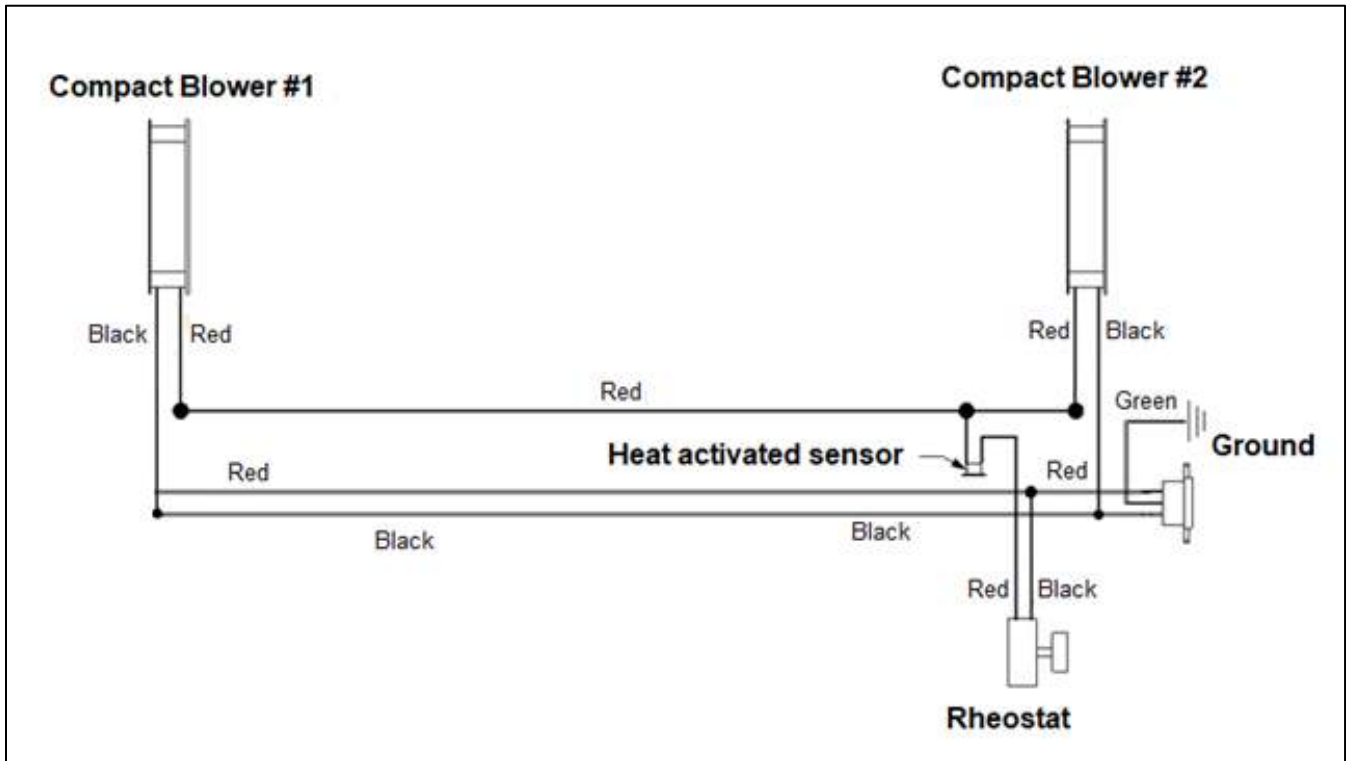 Compact Blower #1
Compact Blower #2
Black
Red
Red
Black
Red
Green
Heat activated sensor
Ground
Red
Red
Black
Black
Red
Black
Rheostat